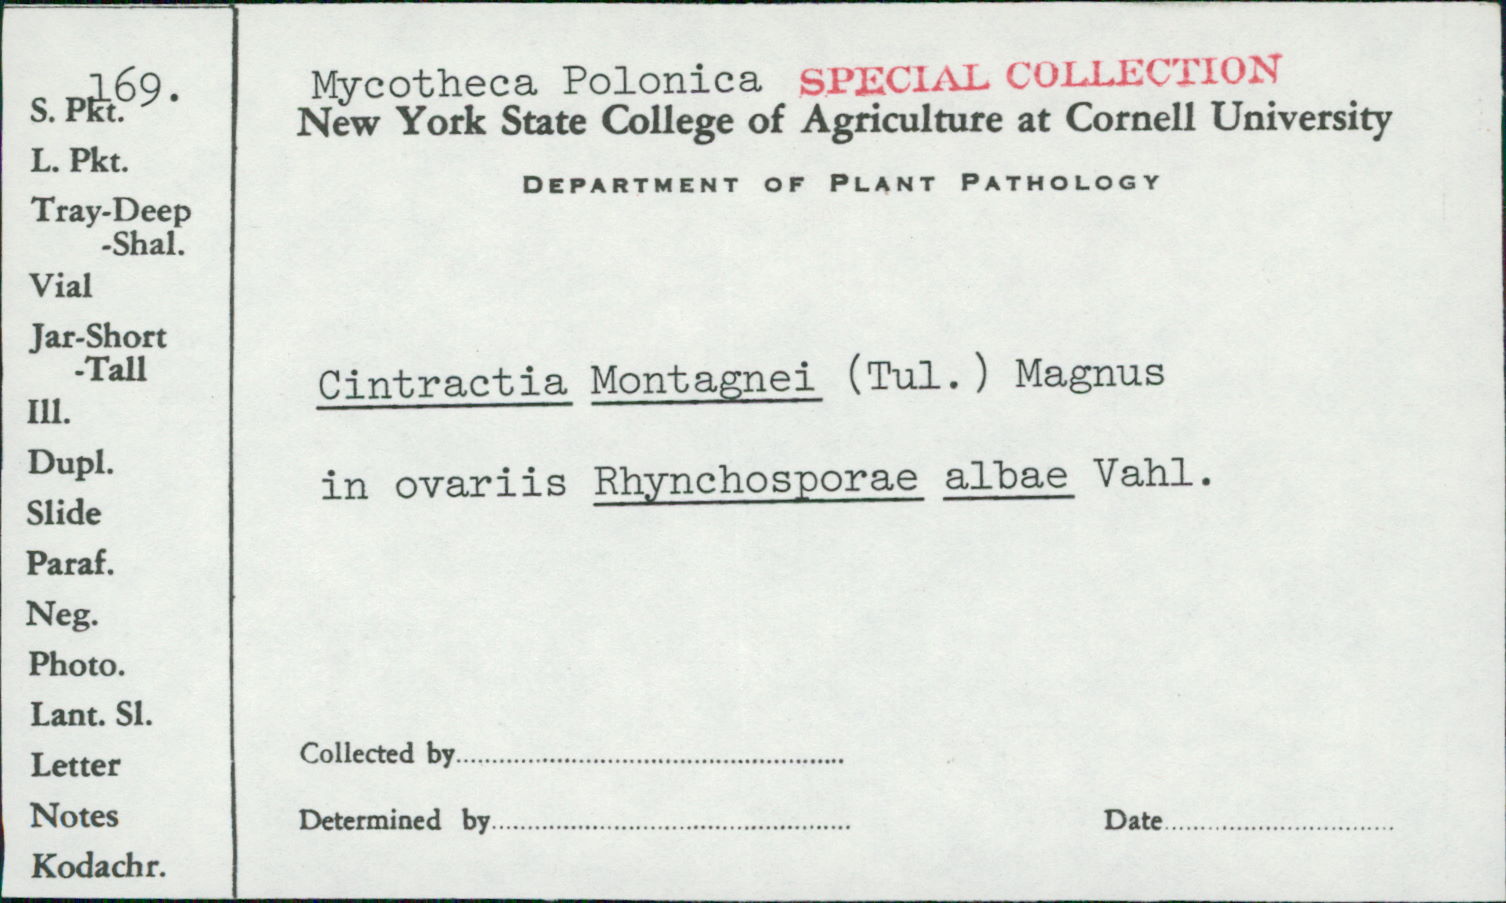 169.
S. Pkt.
L. Pkt.
Tray-Deep
-Shal.
Vial
Jar-Short
-Tall
Ill.
Dupl.
Slide
Paraf.
Neg.
Photo.
Lant. Sl.
Letter
Notes
Kodachr.
Mycotheca Polonica SPECIAL COLLECTION
New York State College of Agriculture at Cornell University
DEPARTMENT OF PLANT PATHOLOGY
Cintractia Montagnei (Tul.) Magnus
in ovariis Rhynchosporae albae Vahl.
Collected by
Determined by
Date